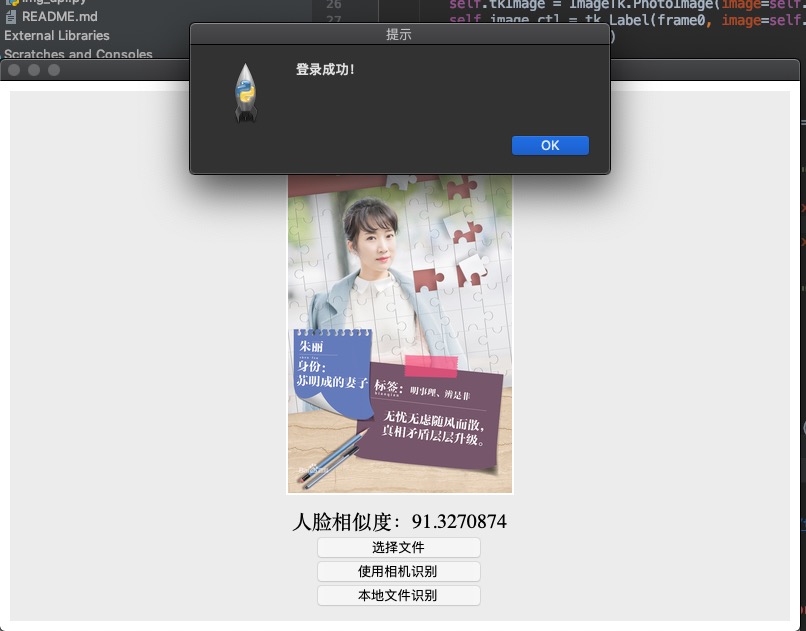 README.md
External Libraries
Scratches and Consoles
26
self.tkImage = ImageTk.PhotoImage(image=self.
27
self.image_ctl = tk.Label(frame0, image=self.
提示
登录成功！
OK
朱丽
身份：
苏明成的妻子
标签：明事理、辨是非
无忧无虑随风而散，
真相矛盾层层升级。
人脸相似度：91.3270874
选择文件
使用相机识别
本地文件识别